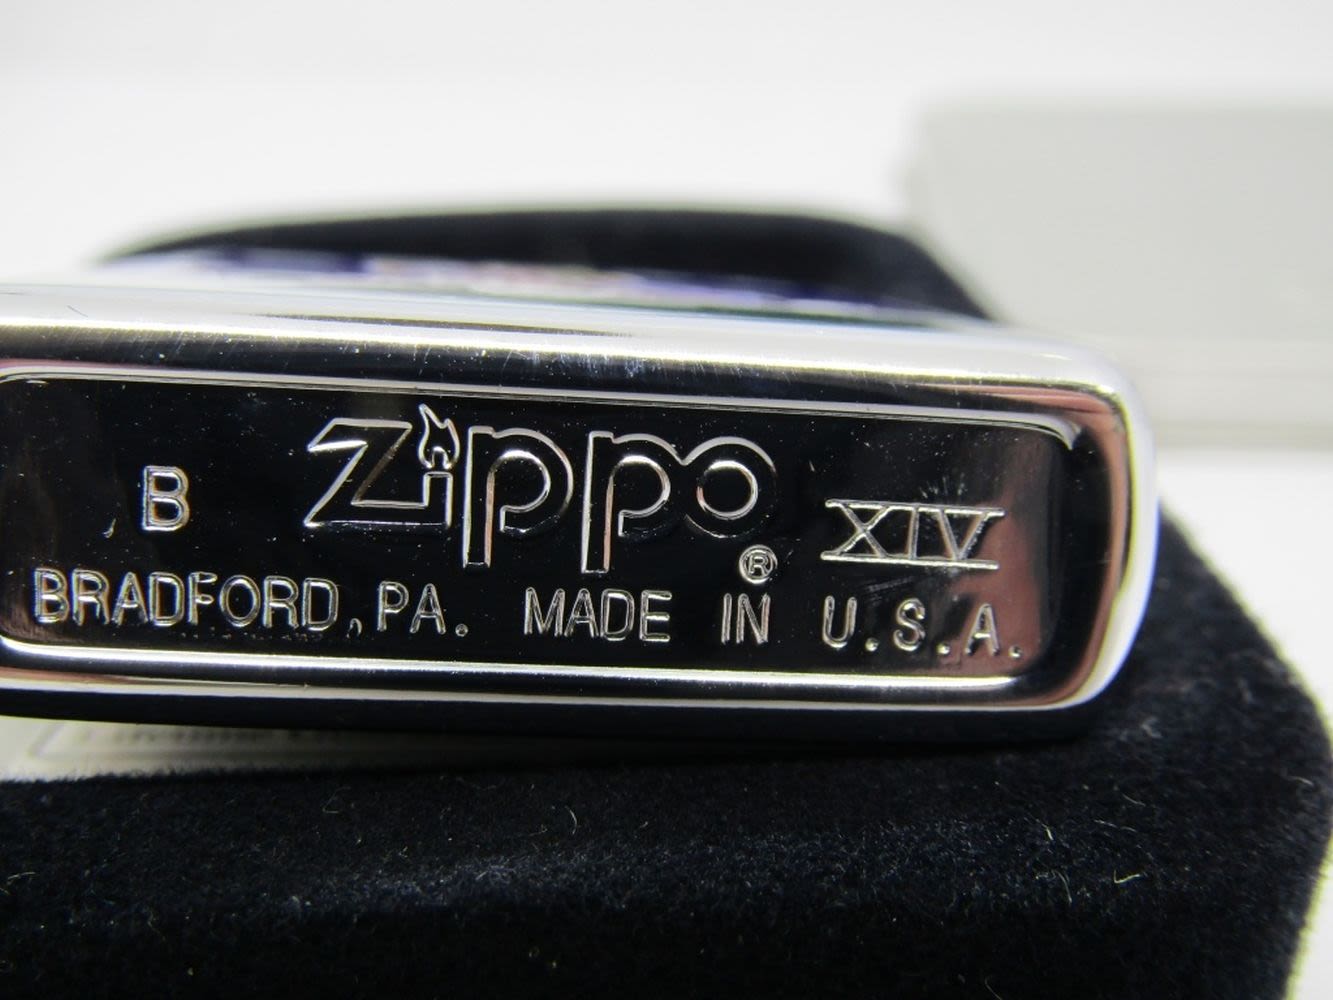 B Zippo® XIV
BRADFORD, PA. MADE IN U.S.A.